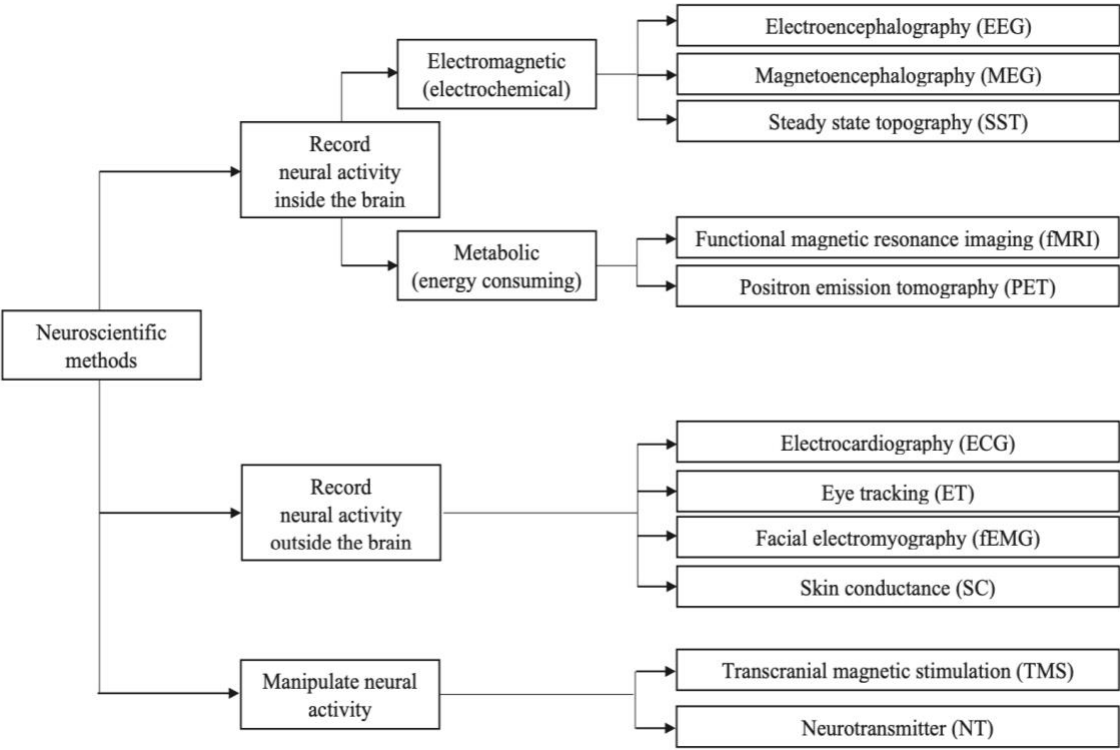 Neuroscientific
methods
Record
neural activity
inside the brain
Electromagnetic
(electrochemical)
Electroencephalography (EEG)
Magnetoencephalography (MEG)
Steady state topography (SST)
Metabolic
(energy consuming)
Functional magnetic resonance imaging (fMRI)
Positron emission tomography (PET)
Record
neural activity
outside the brain
Electrocardiography (ECG)
Eye tracking (ET)
Facial electromyography (fEMG)
Skin conductance (SC)
Manipulate neural
activity
Transcranial magnetic stimulation (TMS)
Neurotransmitter (NT)